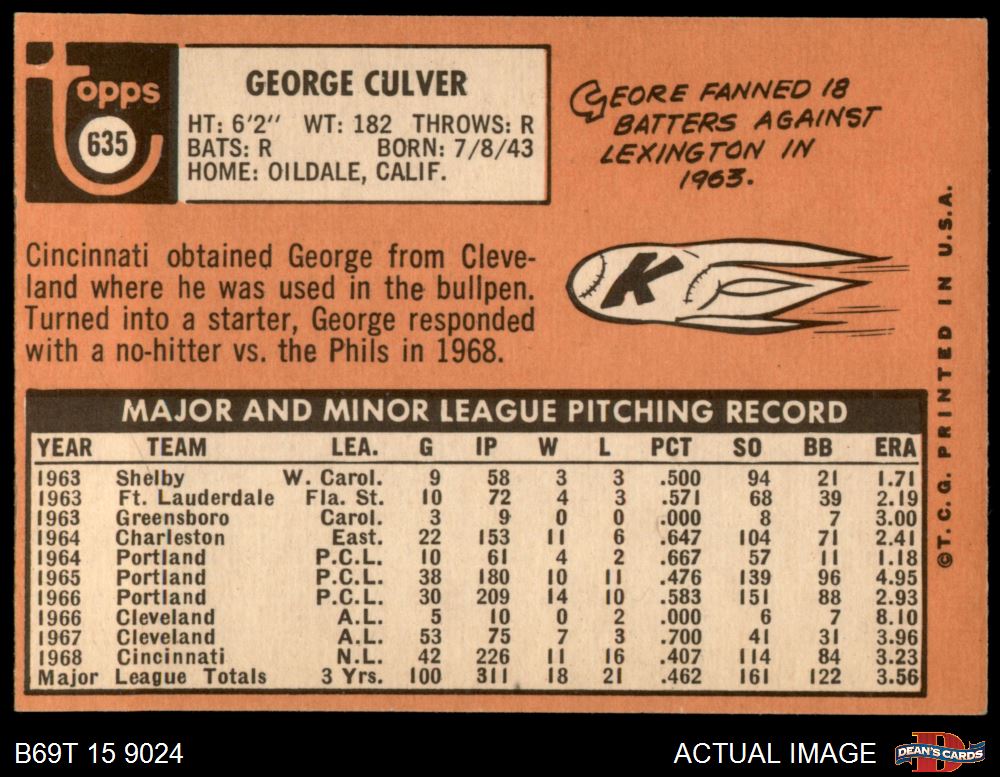 topps
635
GEORGE CULVER
HT: 6'2" WT: 182 THROWS: R
BATS: R BORN: 7/8/43
HOME: OILDALE, CALIF.
GEORE FANNED 18
BATTERS AGAINST
LEXINGTON IN
1963.
K
Cincinnati obtained George from Cleve-
land where he was used in the bullpen.
Turned into a starter, George responded
with a no-hitter vs. the Phils in 1968.
MAJOR AND MINOR LEAGUE PITCHING RECORD
YEAR TEAM LEA. G IP W L PCT SO BB ERA
1963 Shelby W. Carol. 9 58 3 3 .500 94 21 1.71
1963 Ft. Lauderdale Fla. St. 10 72 4 3 .571 68 39 2.19
1963 Greensboro Carol. 3 9 0 0 .000 8 7 3.00
1964 Charleston East. 22 153 11 6 .647 104 71 2.41
1964 Portland P.C.L. 10 61 4 2 .667 57 11 1.18
1965 Portland P.C.L. 38 180 10 11 .476 139 96 4.95
1966 Portland P.C.L. 30 209 14 10 .583 151 88 2.93
1966 Cleveland A.L. 5 10 0 2 .000 6 7 8.10
1967 Cleveland A.L. 53 75 7 3 .700 41 31 3.96
1968 Cincinnati N.L. 42 226 11 16 .407 114 84 3.23
Major League Totals 3 Yrs. 100 311 18 21 .462 161 122 3.56
©T. C. G. PRINTED IN U.S.A.
B69T 15 9024
ACTUAL IMAGE
D
DEAN'S CARDS